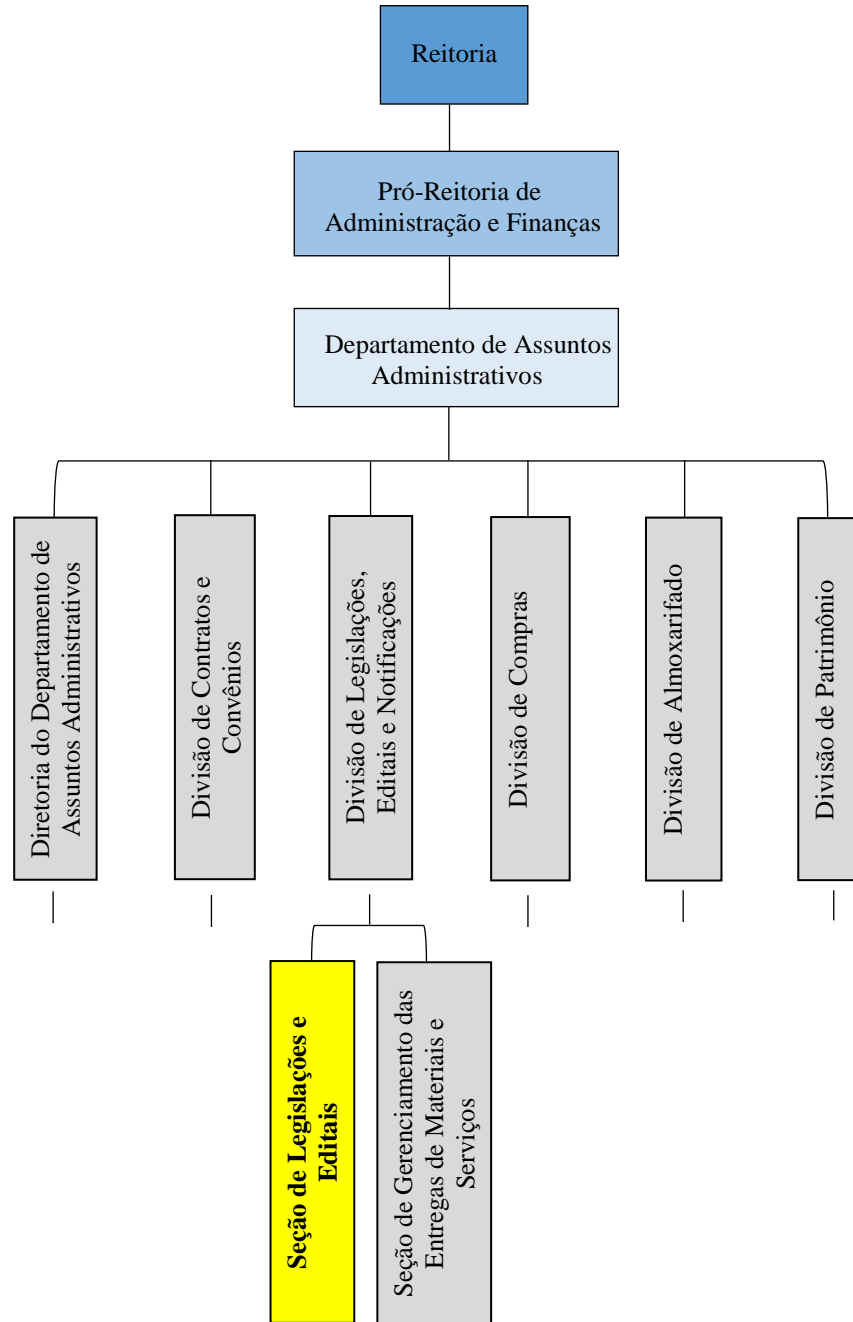 Reitoria
Pró-Reitoria de
Administração e Finanças
Departamento de Assuntos
Administrativos
Diretoria do Departamento de
Assuntos Administrativos
Divisão de Contratos e
Convênios
Divisão de Legislações,
Editais e Notificações
Divisão de Compras
Divisão de Almoxarifado
Divisão de Patrimônio
Seção de Legislações e
Editais
Seção de Gerenciamento das
Entregas de Materiais e
Serviços